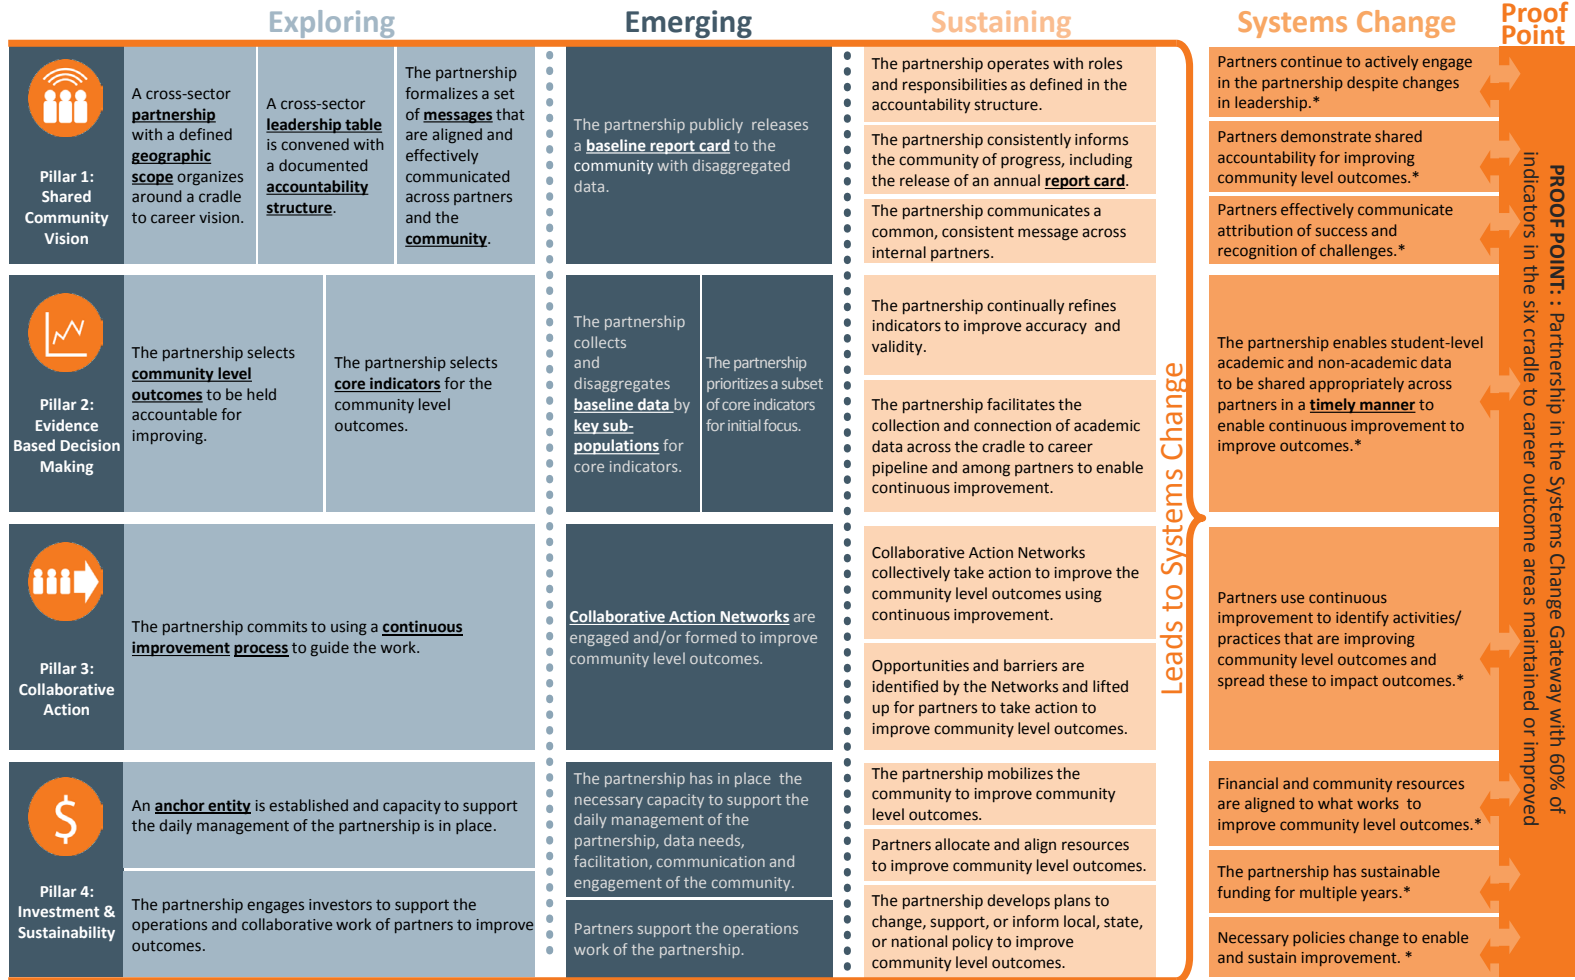 Exploring
Emerging
Sustaining
Systems Change
Proof
Point
Pillar 1:
Shared
Community
Vision
A cross-sector
partnership
with a defined
geographic
scope organizes
around a cradle
to career vision.
A cross-sector
leadership table
is convened with
a documented
accountability
structure.
The partnership
formalizes a set
of messages that
are aligned and
effectively
communicated
across partners
and the
community.
The partnership publicly releases
a baseline report card to the
community with disaggregated
data.
The partnership operates with roles
and responsibilities as defined in the
accountability structure.
The partnership consistently informs
the community of progress, including
the release of an annual report card.
The partnership communicates a
common, consistent message across
internal partners.
Partners continue to actively engage
in the partnership despite changes
in leadership.*
Partners demonstrate shared
accountability for improving
community level outcomes.*
Partners effectively communicate
attribution of success and
recognition of challenges.*
Pillar 2:
Evidence
Based Decision
Making
The partnership selects
community level
outcomes to be held
accountable for
improving.
The partnership selects
core indicators for the
community level
outcomes.
The partnership
collects
and
disaggregates
baseline data by
key sub-
populations for
core indicators.
The partnership
prioritizes a subset
of core indicators
for initial focus.
The partnership continually refines
indicators to improve accuracy and
validity.
The partnership facilitates the
collection and connection of academic
data across the cradle to career
pipeline and among partners to enable
continuous improvement.
The partnership enables student-level
academic and non-academic data
to be shared appropriately across
partners in a timely manner to
enable continuous improvement to
improve outcomes.*
Pillar 3:
Collaborative
Action
The partnership commits to using a continuous
improvement process to guide the work.
Collaborative Action Networks are
engaged and/or formed to improve
community level outcomes.
Collaborative Action Networks
collectively take action to improve the
community level outcomes using
continuous improvement.
Opportunities and barriers are
identified by the Networks and lifted
up for partners to take action to
improve community level outcomes.
Partners use continuous
improvement to identify activities/
practices that are improving
community level outcomes and
spread these to impact outcomes.*
Pillar 4:
Investment &
Sustainability
An anchor entity is established and capacity to support
the daily management of the partnership is in place.
The partnership engages investors to support the
operations and collaborative work of partners to improve
outcomes.
The partnership has in place the
necessary capacity to support the
daily management of the
partnership, data needs,
facilitation, communication and
engagement of the community.
Partners support the operations
work of the partnership.
The partnership mobilizes the
community to improve community
level outcomes.
Partners allocate and align resources
to improve community level outcomes.
The partnership develops plans to
change, support, or inform local, state,
or national policy to improve
community level outcomes.
Financial and community resources
are aligned to what works to
improve community level outcomes.*
The partnership has sustainable
funding for multiple years.*
Necessary policies change to enable
and sustain improvement. *
Leads to Systems Change
PROOF POINT: : Partnership in the Systems Change Gateway with 60% of
indicators in the six cradle to career outcome areas maintained or improved